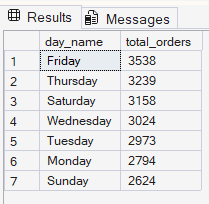 Results Messages
day_name total_orders
1 Friday 3538
2 Thursday 3239
3 Saturday 3158
4 Wednesday 3024
5 Tuesday 2973
6 Monday 2794
7 Sunday 2624